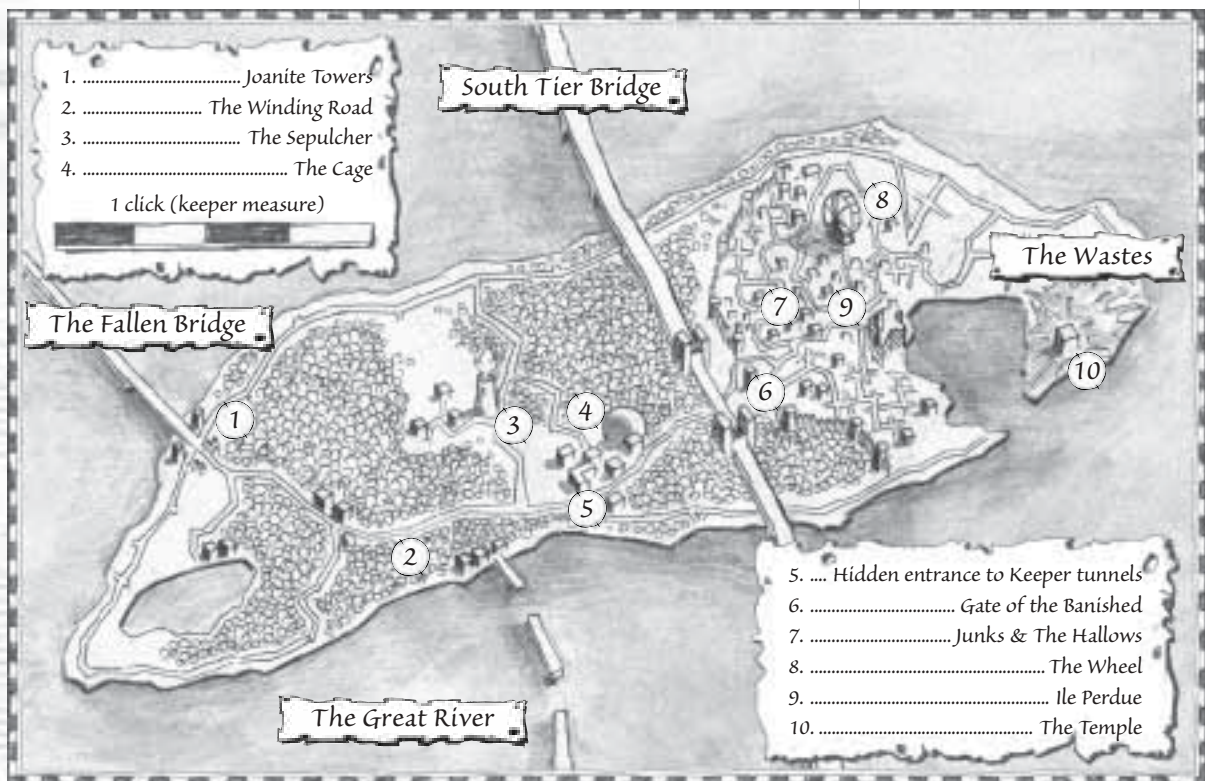 1. .................................... Joanite Towers
2. ........................... The Winding Road
3. .................................... The Sepulcher
4. ............................................... The Cage
1 click (keeper measure)
South Tier Bridge
The Wastes
The Fallen Bridge
8
7
9
10
6
1
4
3
5
2
The Great River
5. .... Hidden entrance to Keeper tunnels
6. ................................. Gate of the Banished
7. ................................ Junks & The Hallows
8. ..................................................... The Wheel
9. ...................................................... Ile Perdue
10. ................................................. The Temple